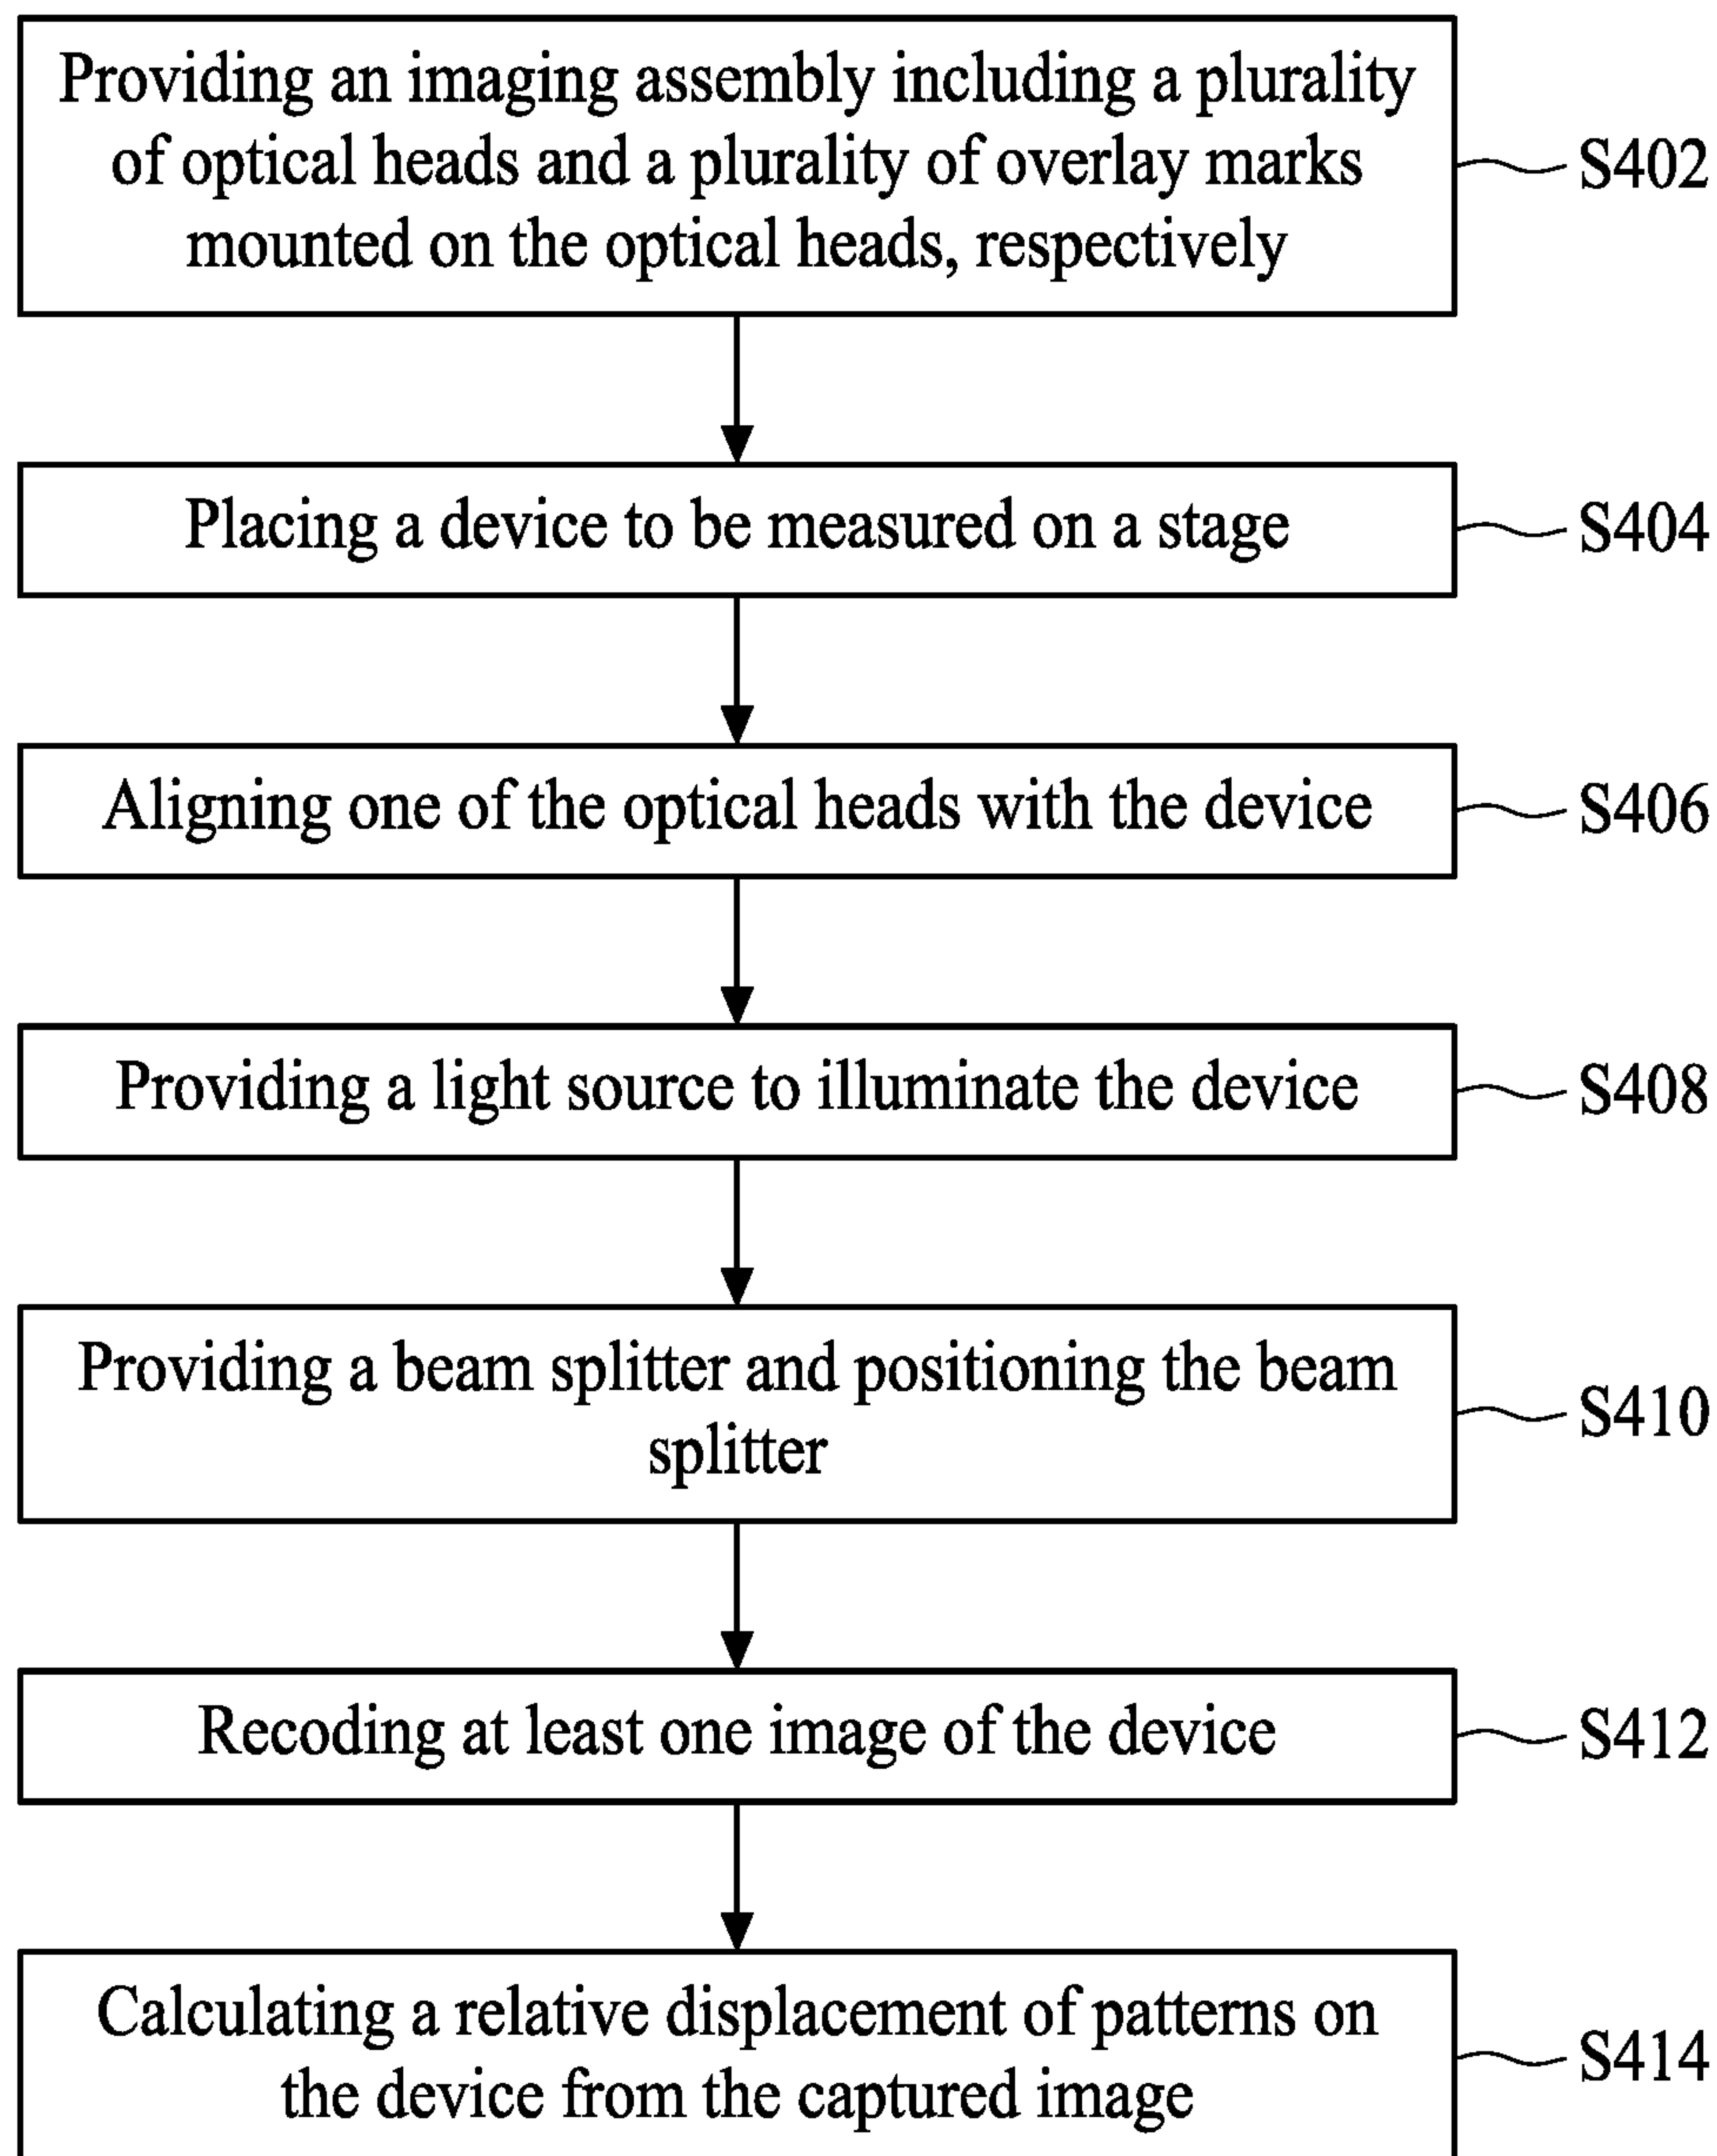 Providing an imaging assembly including a plurality
of optical heads and a plurality of overlay marks
mounted on the optical heads, respectively
S402
Placing a device to be measured on a stage
S404
Aligning one of the optical heads with the device
S406
Providing a light source to illuminate the device
S408
Providing a beam splitter and positioning the beam
splitter
S410
Recoding at least one image of the device
S412
Calculating a relative displacement of patterns on
the device from the captured image
S414